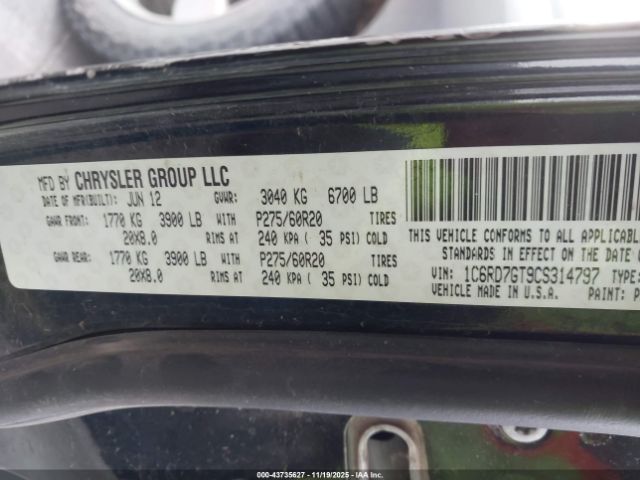 MFD BY CHRYSLER GROUP LLC
DATE OF MFR(BUILT): JUN 12 GVWR: 3040 KG 6700 LB
GAWR FRONT: 1770 KG 3900 LB WITH P275/60R20 TIRES
20X8.0 RIMS AT 240 KPA ( 35 PSI) COLD
GAWR REAR: 1770 KG 3900 LB WITH P275/60R20 TIRES
20X8.0 RIMS AT 240 KPA ( 35 PSI) COLD
THIS VEHICLE CONFORMS TO ALL APPLICABLE
STANDARDS IN EFFECT ON THE DATE
VIN: 1C6RD7GT9CS314797 TYPE:
VEHICLE MADE IN U.S.A. PAINT: P
-- 43735627 - 11/19/2025 - IAAI.com --